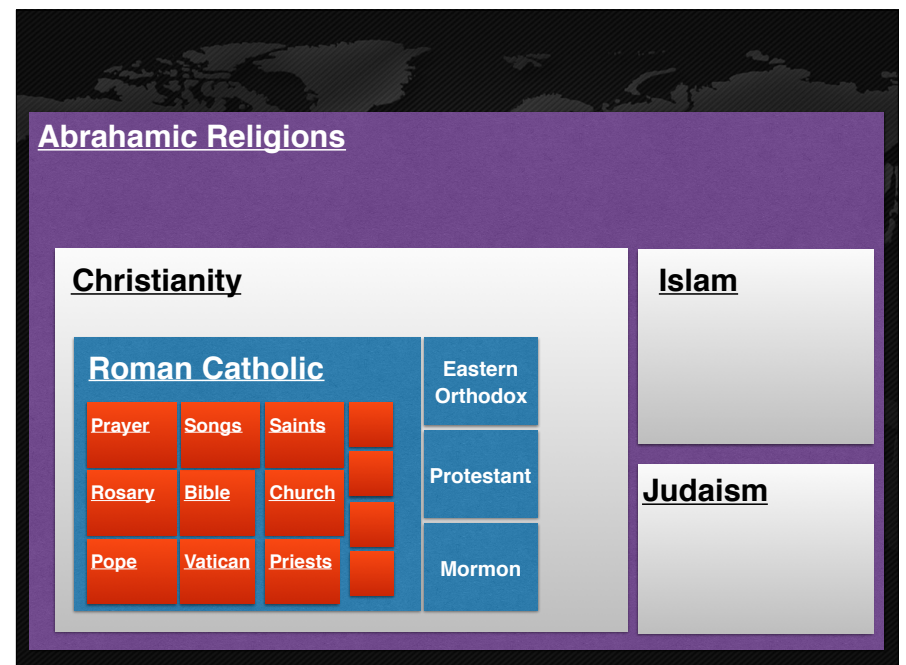 Abrahamic Religions
Christianity
Islam
Roman Catholic
Eastern
Orthodox
Prayer Songs Saints
Protestant
Rosary Bible Church
Judaism
Pope Vatican Priests
Mormon